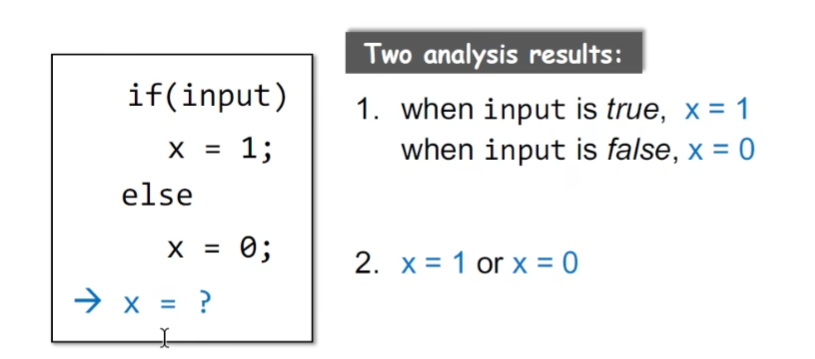 if(input)
x = 1;
else
x = 0;
→ x = ?
Two analysis results:
1. when input is true, x = 1
when input is false, x = 0
2. x = 1 or x = 0